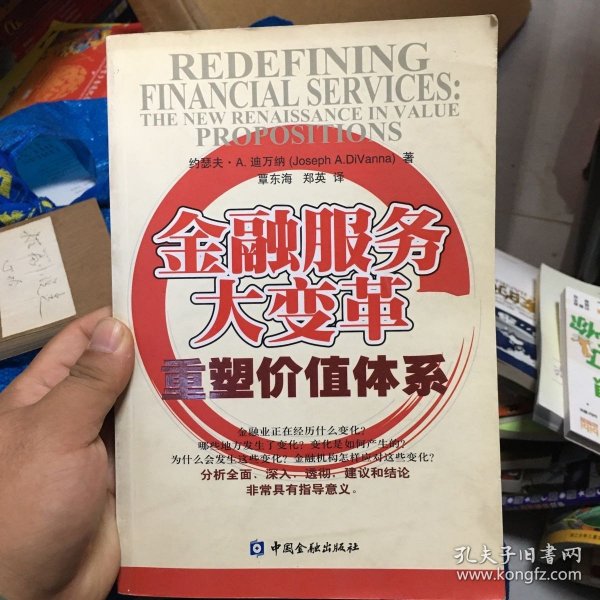 REDEFINING
FINANCIAL SERVICES:
THE NEW RENAISSANCE IN VALUE
PROPOSITIONS
约瑟夫·A. 迪万纳 (Joseph A.DiVanna) 著
覃东海 郑英 译
金融服务
大变革
重塑价值体系
金融业正在经历什么变化?
哪些地方发生了变化? 变化是如何产生的?
为什么会发生这些变化? 金融机构怎样应对这些变化?
分析全面、深入、透彻, 建议和结论
非常具有指导意义。
中国金融出版社
孔夫子旧书网
www.kongfz.com